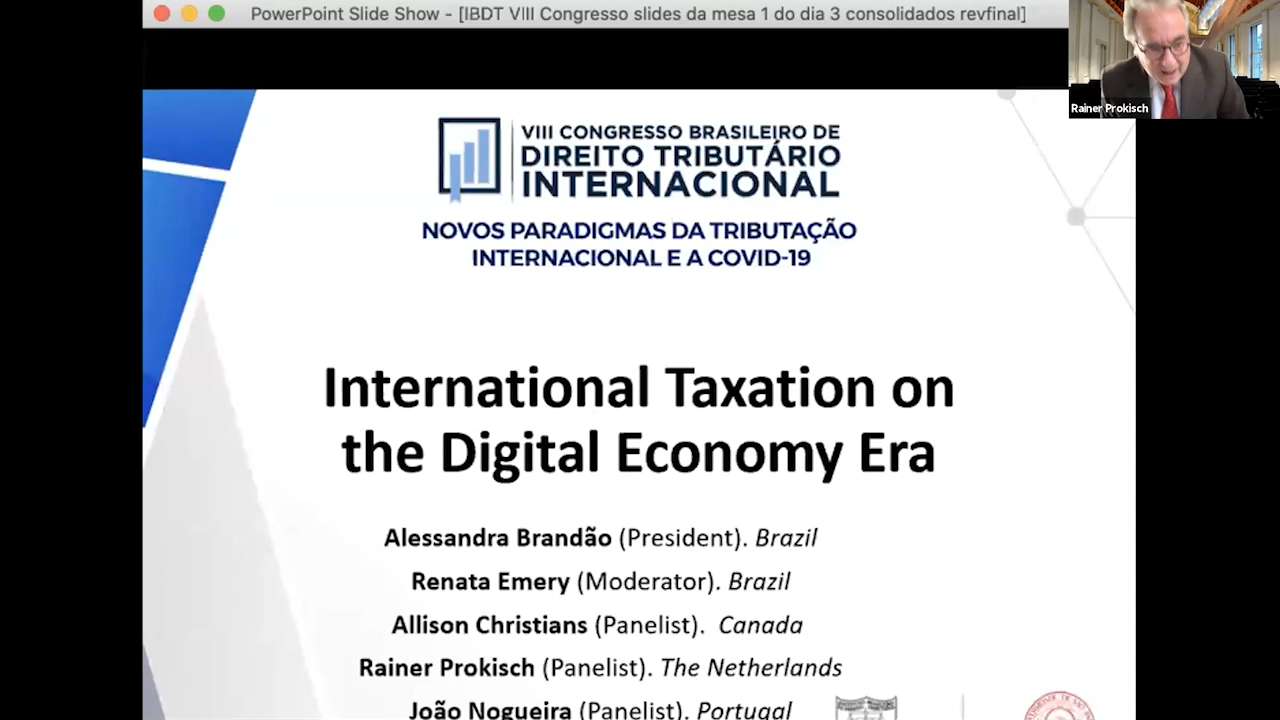 PowerPoint Slide Show - [IBDT VIII Congresso slides da mesa 1 do dia 3 consolidados revfinal]
Rainer Prokisch
VIII CONGRESSO BRASILEIRO DE
DIREITO TRIBUTÁRIO
INTERNACIONAL
NOVOS PARADIGMAS DA TRIBUTAÇÃO
INTERNACIONAL E A COVID-19
International Taxation on
the Digital Economy Era
Alessandra Brandão (President). Brazil
Renata Emery (Moderator). Brazil
Allison Christians (Panelist). Canada
Rainer Prokisch (Panelist). The Netherlands
João Nogueira (Panelist). Portugal